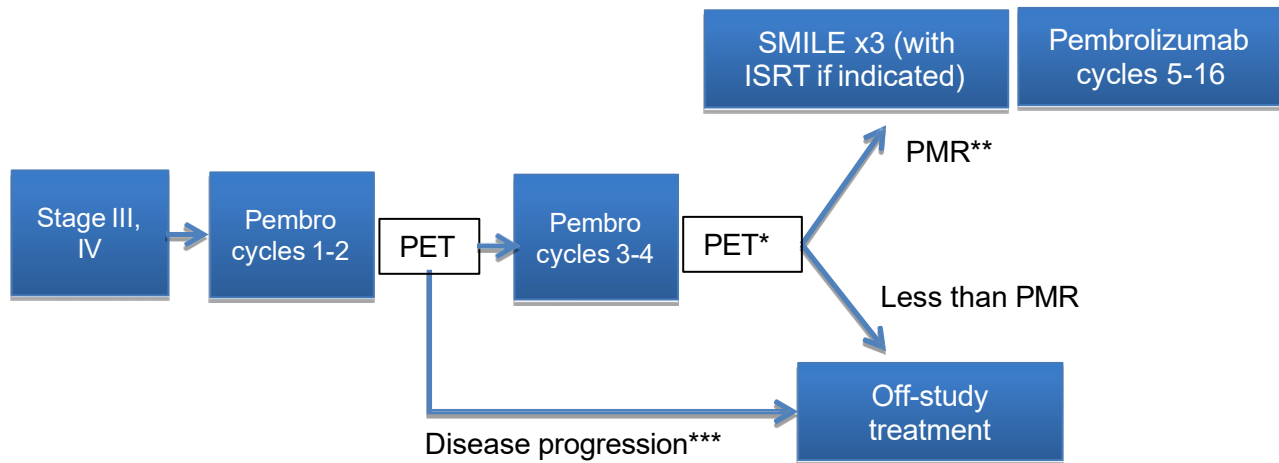 SMILE x3 (with
ISRT if indicated)
Pembrolizumab
cycles 5-16
PMR**
Stage III,
IV
Pembro
cycles 1-2
PET
Pembro
cycles 3-4
PET*
Less than PMR
Off-study
treatment
Disease progression***